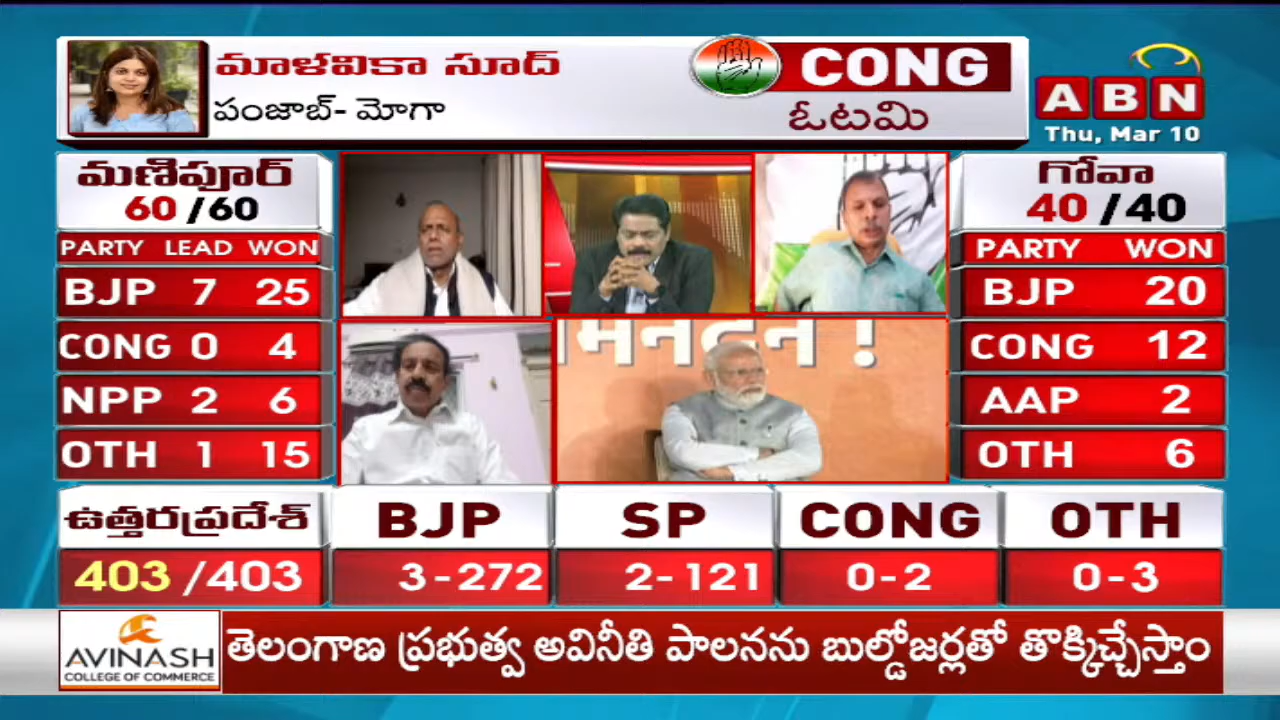 మాళవికా సూద్
పంజాబ్- మోగా
CONG
ఓటమి
ABN
Thu, Mar 10
మణిపూర్
60 /60
PARTY LEAD WON
BJP 7 25
CONG 0 4
NPP 2 6
OTH 1 15
గోవా
40 /40
PARTY WON
BJP 20
CONG 12
AAP 2
OTH 6
ఉత్తరప్రదేశ్ BJP SP CONG OTH
403 /403 3-272 2-121 0-2 0-3
AVINASH
COLLEGE OF COMMERCE
తెలంగాణ ప్రభుత్వ అవినీతి పాలనను బుల్డోజర్లతో తొక్కిచ్చేస్తాం